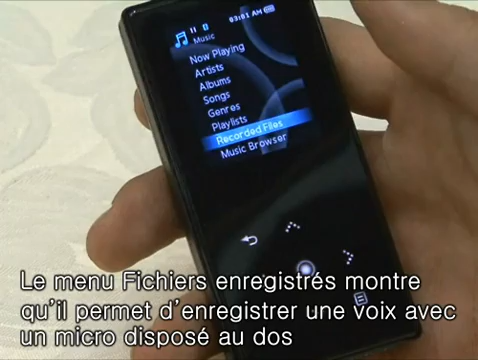 03:01 AM
Music
Now Playing
Artists
Albums
Songs
Genres
Playlists
Recorded Files
Music Browser
Le menu Fichiers enregistrés montre
qu'il permet d'enregistrer une voix avec
un micro disposé au dos